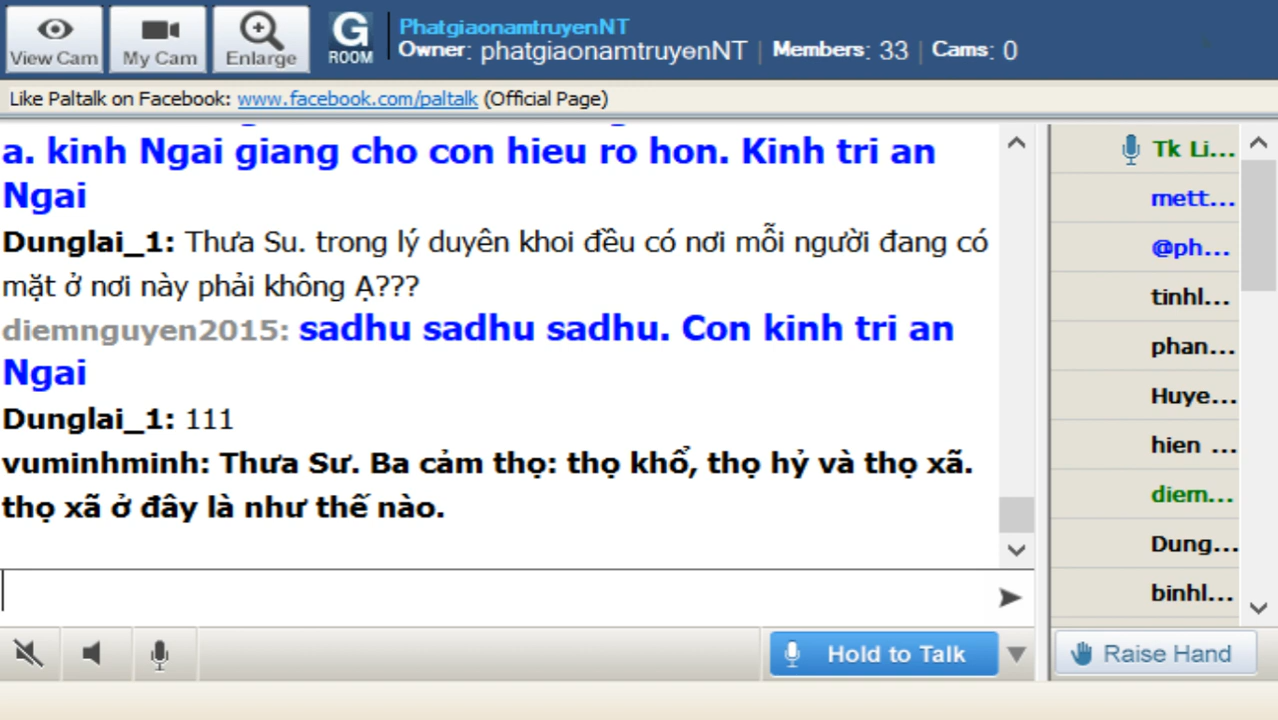 View Cam
My Cam
Enlarge
G
ROOM
PhatgiaonamtruyenNT
Owner: phatgiaonamtruyenNT | Members: 33 | Cams: 0
Like Paltalk on Facebook: www.facebook.com/paltalk (Official Page)
a. kinh Ngai giang cho con hieu ro hon. Kinh tri an
Ngai
Dunglai_1: Thưa Su. trong lý duyên khoi đều có nơi mỗi người đang có
mặt ở nơi này phải không Ạ???
diemnguyen2015: sadhu sadhu sadhu. Con kinh tri an
Ngai
Dunglai_1: 111
vuminhminh: Thưa Sư. Ba cảm thọ: thọ khổ, thọ hỷ và thọ xã.
thọ xã ở đây là như thế nào.
Tk Li...
mett...
@ph...
tinhl...
phan...
Huye...
hien ...
diem...
Dung...
binhl...
Hold to Talk
Raise Hand